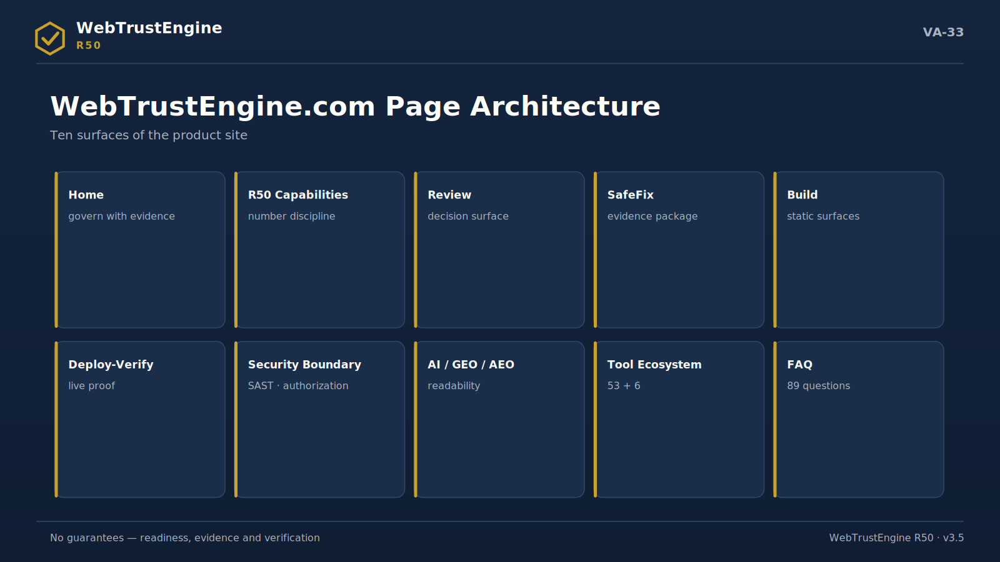 WebTrustEngine
R50
VA-33
WebTrustEngine.com Page Architecture
Ten surfaces of the product site
Home
govern with evidence
R50 Capabilities
number discipline
Review
decision surface
SafeFix
evidence package
Build
static surfaces
Deploy-Verify
live proof
Security Boundary
SAST · authorization
AI / GEO / AEO
readability
Tool Ecosystem
53 + 6
FAQ
89 questions
No guarantees — readiness, evidence and verification
WebTrustEngine R50 · v3.5